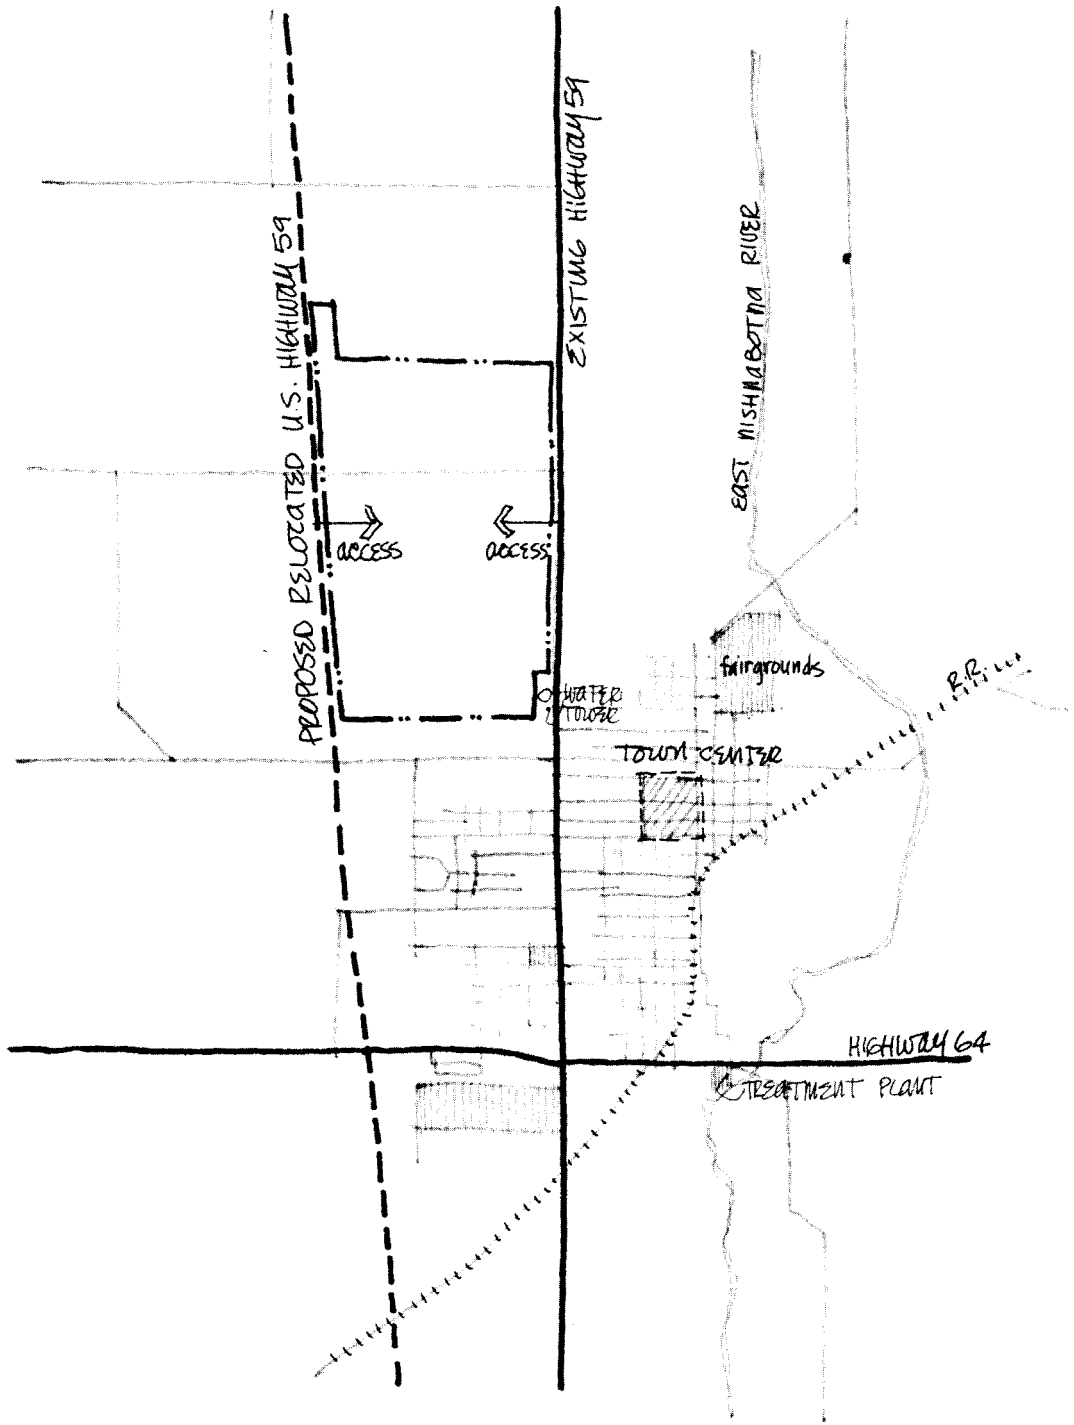 EXISTING HIGHWAY 59
EAST NISHNABOTNA RIVER
PROPOSED RELOCATED U.S. HIGHWAY 59
ACCESS
ACCESS
fairgrounds
R.R.
WATER
TOWER
TOWN CENTER
HIGHWAY 64
TREATMENT PLANT